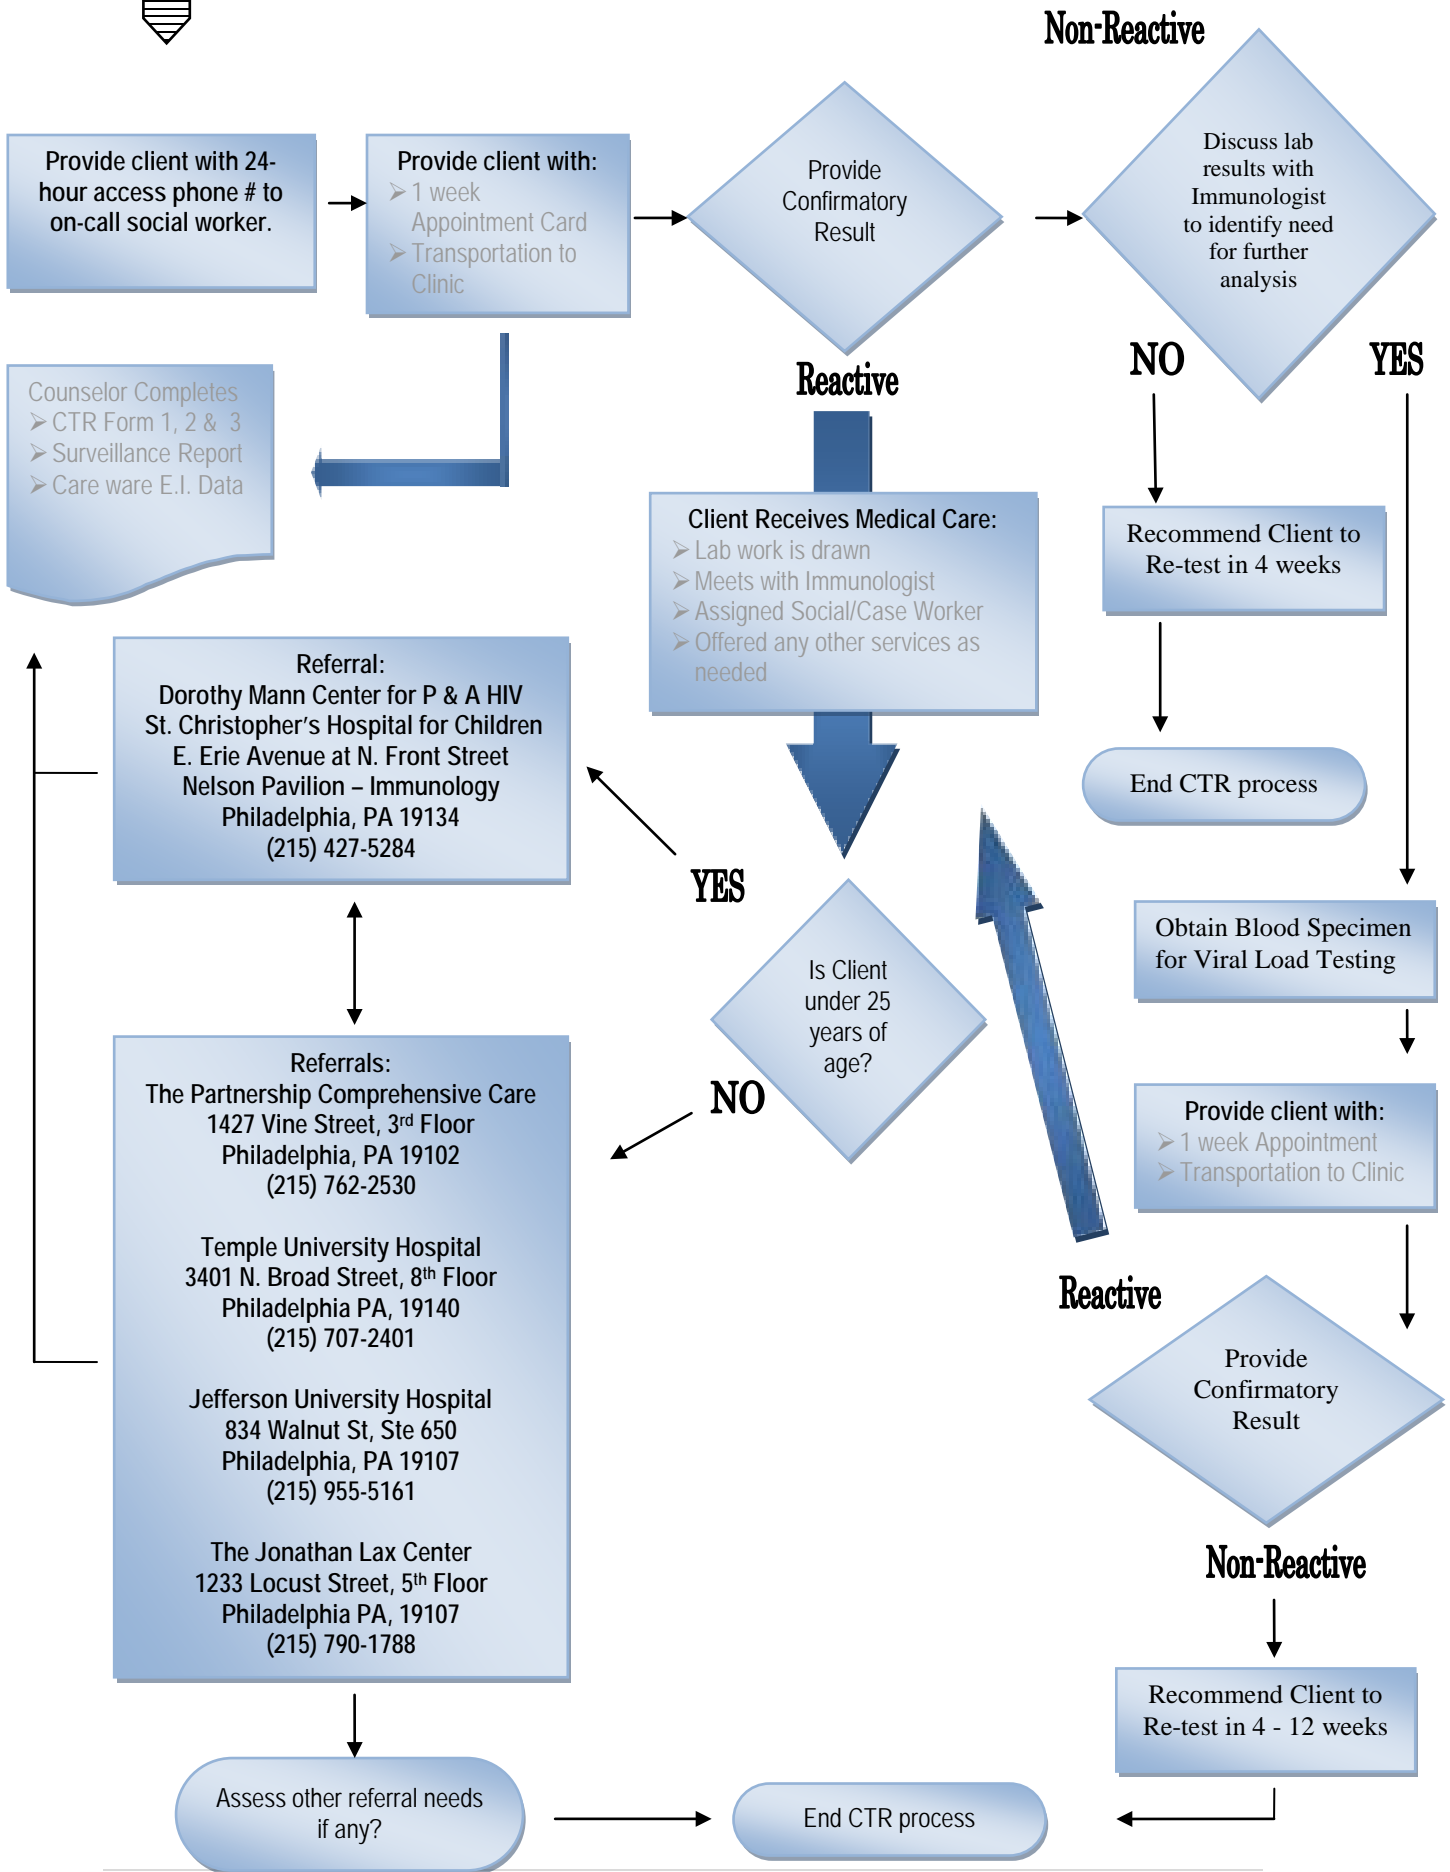 Non-Reactive
Provide client with 24-
hour access phone # to
on-call social worker.
Provide client with:
➢ 1 week
Appointment Card
➢ Transportation to
Clinic
Provide
Confirmatory
Result
Discuss lab
results with
Immunologist
to identify need
for further
analysis
NO
YES
Reactive
Counselor Completes
➢ CTR Form 1, 2 & 3
➢ Surveillance Report
➢ Care ware E.I. Data
Client Receives Medical Care:
➢ Lab work is drawn
➢ Meets with Immunologist
➢ Assigned Social/Case Worker
➢ Offered any other services as
needed
Recommend Client to
Re-test in 4 weeks
End CTR process
Referral:
Dorothy Mann Center for P & A HIV
St. Christopher's Hospital for Children
E. Erie Avenue at N. Front Street
Nelson Pavilion – Immunology
Philadelphia, PA 19134
(215) 427-5284
YES
Is Client
under 25
years of
age?
NO
Obtain Blood Specimen
for Viral Load Testing
Provide client with:
➢ 1 week Appointment
➢ Transportation to Clinic
Referrals:
The Partnership Comprehensive Care
1427 Vine Street, 3rd Floor
Philadelphia, PA 19102
(215) 762-2530
Temple University Hospital
3401 N. Broad Street, 8th Floor
Philadelphia PA, 19140
(215) 707-2401
Jefferson University Hospital
834 Walnut St, Ste 650
Philadelphia, PA 19107
(215) 955-5161
The Jonathan Lax Center
1233 Locust Street, 5th Floor
Philadelphia PA, 19107
(215) 790-1788
Reactive
Provide
Confirmatory
Result
Non-Reactive
Recommend Client to
Re-test in 4 - 12 weeks
Assess other referral needs
if any?
End CTR process